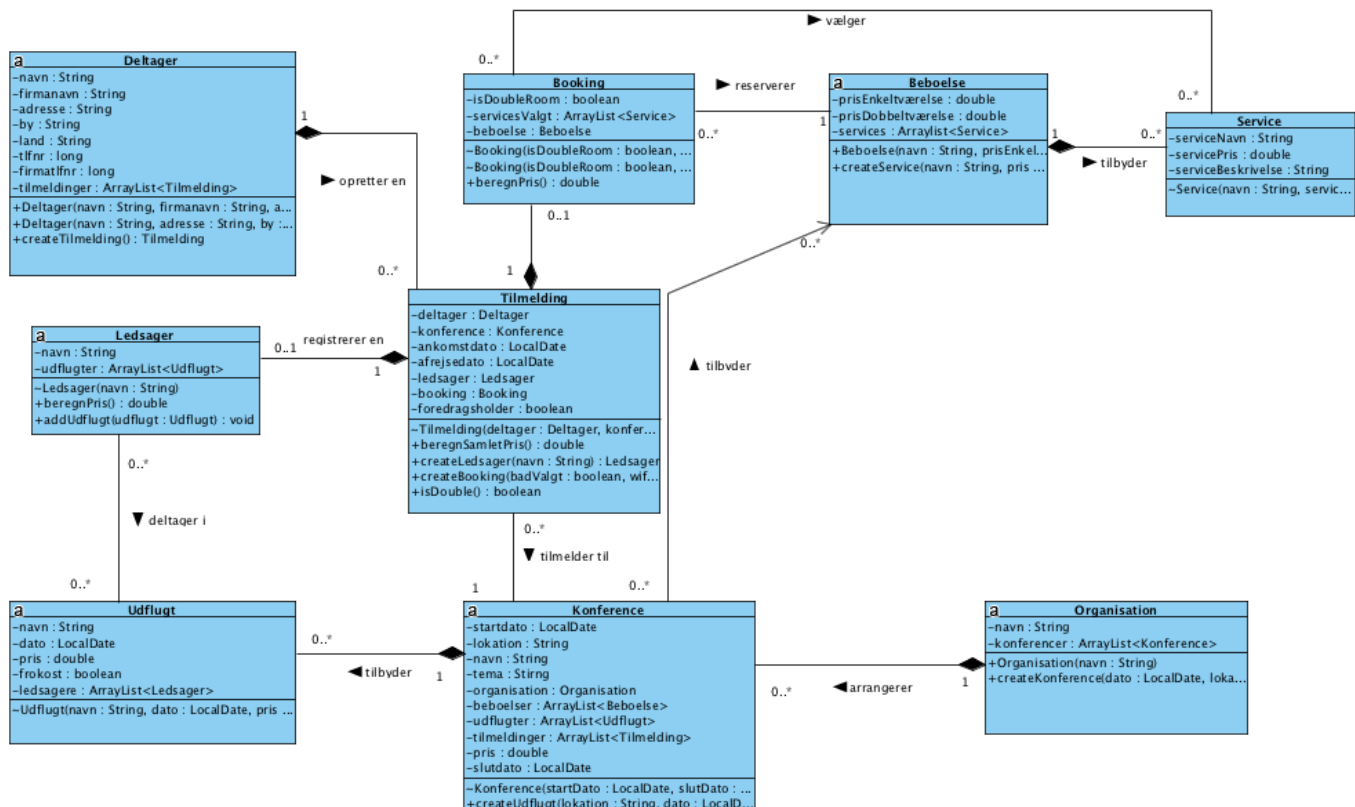 vælger
a
Deltager
-navn : String
-firmanavn : String
-adresse : String
-by : String
-land : String
-tlfnr : long
-firmatlfnr : long
-tilmeldinger : ArrayList<Tilmelding>
+Deltager(navn : String, firmanavn : String, a...
+Deltager(navn : String, adresse : String, by :...
+createTilmelding() : Tilmelding
1
opretter en
0..*
0..*
Booking
-isDoubleRoom : boolean
-servicesValgt : ArrayList<Service>
-beboelse : Beboelse
~Booking(isDoubleRoom : boolean, ...
~Booking(isDoubleRoom : boolean, ...
+beregnPris() : double
reserverer
0..*
1
a
Beboelse
-prisEnkeltværelse : double
-prisDobbeltværelse : double
-services : Arraylist<Service>
+Beboelse(navn : String, prisEnkel...
+createService(navn : String, pris ...
1
0..*
tilbyder
0..*
Service
-serviceNavn : String
-servicePris : double
-serviceBeskrivelse : String
~Service(navn : String, servic...
0..1
1
0..*
Tilmelding
-deltager : Deltager
-konference : Konference
-ankomstdato : LocalDate
-afrejsedato : LocalDate
-ledsager : Ledsager
-booking : Booking
-foredragsholder : boolean
~Tilmelding(deltager : Deltager, konfer...
+beregnSamletPris() : double
+createLedsager(navn : String) : Ledsager
+createBooking(badValgt : boolean, wif...
+isDouble() : boolean
a
Ledsager
-navn : String
-udflugter : ArrayList<Udflugt>
~Ledsager(navn : String)
+beregnPris() : double
+addUdflugt(udflugt : Udflugt) : void
registrerer en
0..1
1
tilbyder
0..*
deltager i
0..*
0..*
tilmelder til
1
0..*
a
Udflugt
-navn : String
-dato : LocalDate
-pris : double
-frokost : boolean
-ledsagere : ArrayList<Ledsager>
~Udflugt(navn : String, dato : LocalDate, pris ...
0..*
tilbyder
1
a
Konference
-startdato : LocalDate
-lokation : String
-navn : String
-tema : Stirng
-organisation : Organisation
-beboelser : ArrayList<Beboelse>
-udflugter : ArrayList<Udflugt>
-tilmeldinger : ArrayList<Tilmelding>
-pris : double
-slutdato : LocalDate
~Konference(startDato : LocalDate, slutDato : ...
+createUdflugt(lokation : String, dato : LocalD...
0..*
arrangerer
1
a
Organisation
-navn : String
-konferencer : ArrayList<Konference>
+Organisation(navn : String)
+createKonference(dato : LocalDate, loka...